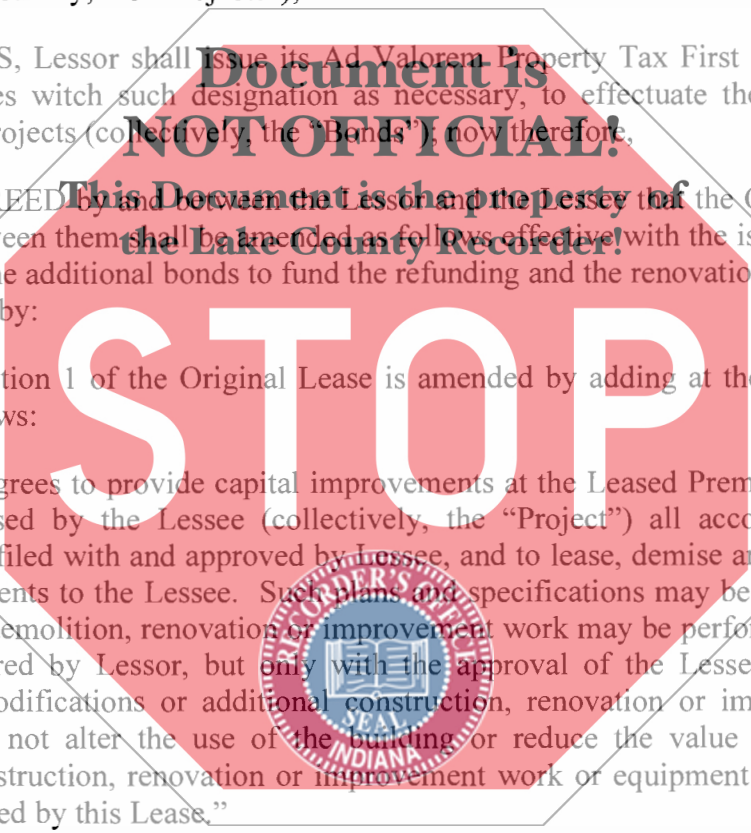 S, Lessor shall issue its Ad Valorem Property Tax First
Document is
es witch such designation as necessary, to effectuate the
NOT OFFICIAL!
rojects (collectively, the “Bonds”); now therefore,
This Document is the property of
REED by and between the Lessor and the Lessee that the O
the Lake County Recorder!
een them shall be amended as follows effective with the is
ne additional bonds to fund the refunding and the renovatio
by:
STOP
tion 1 of the Original Lease is amended by adding at the
ws:
grees to provide capital improvements at the Leased Prem
sed by the Lessee (collectively, the “Project”) all acco
filed with and approved by Lessee, and to lease, demise a
ents to the Lessee. Such plans and specifications may be
emolition, renovation or improvement work may be perfo
red by Lessor, but only with the approval of the Lesse
odifications or additional construction, renovation or im
not alter the use of the building or reduce the value
struction, renovation or improvement work or equipment
ed by this Lease.”
RECORDER'S OFFICE
SEAL
INDIANA